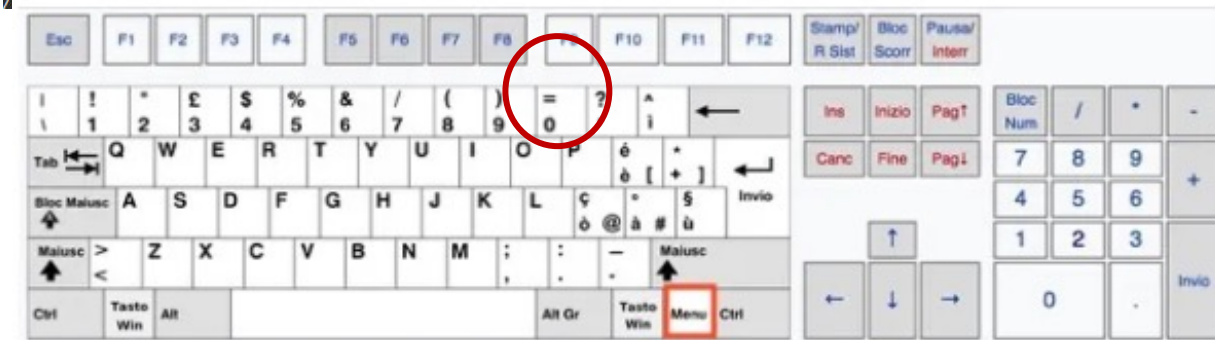 Esc F1 F2 F3 F4 F5 F6 F7 F8 F9 F10 F11 F12 Stamp/ Bloc Pausa/
R Sist Scorr Interr
| ! " £ $ % & / ( ) = ? ^ ← Ins Inizio Pag↑ Bloc / * -
\ 1 2 3 4 5 6 7 8 9 0 ì Num
Tab Q W E R T Y U I O P é * Canc Fine Pag↓ 7 8 9 +
è [ + ] Invio
Bloc Maiusc A S D F G H J K L ç ° § 4 5 6
ò @ à # ù
Maiusc > Z X C V B N M ; : _ Maiusc ↑ 1 2 3 Invio
< , . -
Ctrl Tasto Alt Alt Gr Tasto Menu Ctrl ← ↓ → 0 .
Win Win